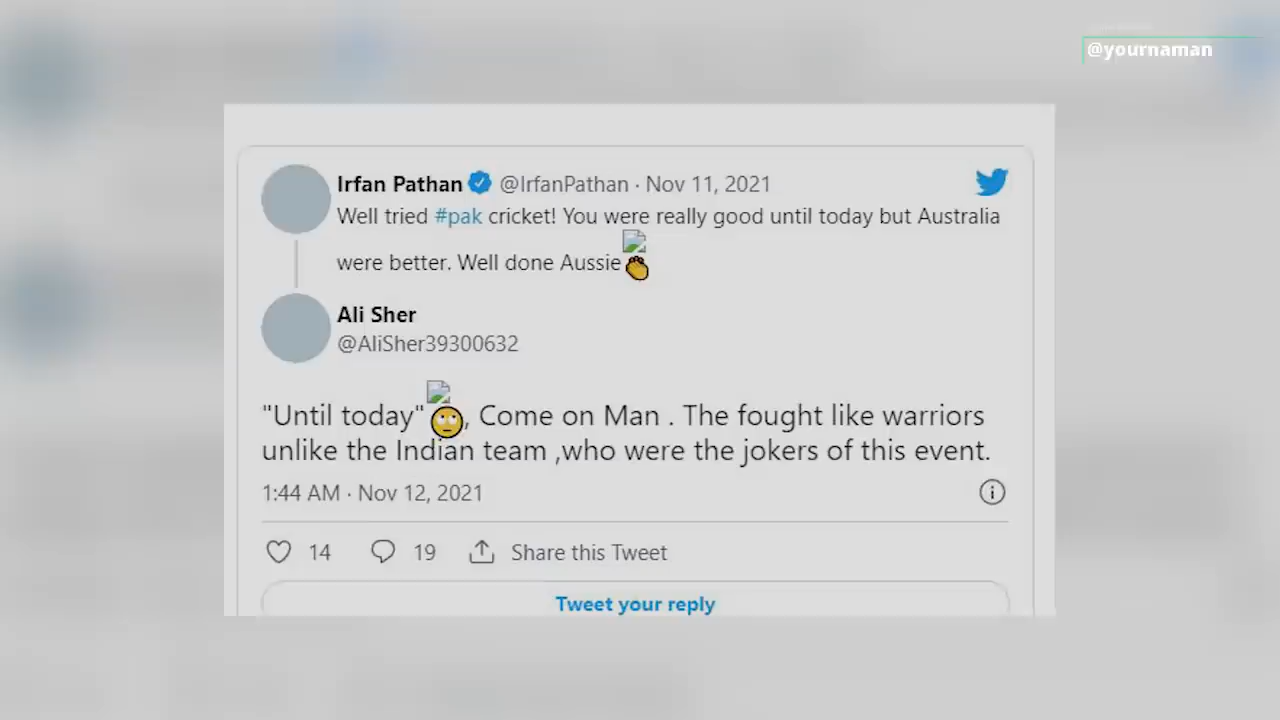 @yournaman
Irfan Pathan @IrfanPathan · Nov 11, 2021
Well tried #pak cricket! You were really good until today but Australia
were better. Well done Aussie
Ali Sher
@AliSher39300632
"Until today" , Come on Man . The fought like warriors
unlike the Indian team ,who were the jokers of this event.
1:44 AM · Nov 12, 2021
14 19 Share this Tweet
Tweet your reply